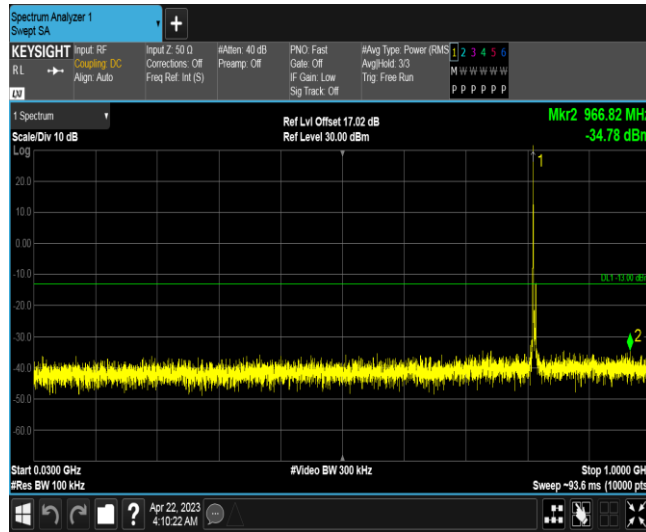 Spectrum Analyzer 1
Swept SA
KEYSIGHT
RL
LXI
Input: RF
Coupling: DC
Align: Auto
Input Z: 50 Ω
Corrections: Off
Freq Ref: Int (S)
#Atten: 40 dB
Preamp: Off
PNO: Fast
Gate: Off
IF Gain: Low
Sig Track: Off
#Avg Type: Power (RMS
Avg|Hold: 3/3
Trig: Free Run
1 2 3 4 5 6
M W W W W W
P P P P P P
1 Spectrum
Scale/Div 10 dB
Log
Ref Lvl Offset 17.02 dB
Ref Level 30.00 dBm
Mkr2 966.82 MHz
-34.78 dBm
1
20.0
0.00
-10.0
DL1 -13.00 dBm
-20.0
2
-30.0
-40.0
-50.0
-60.0
Start 0.0300 GHz
#Res BW 100 kHz
#Video BW 300 kHz
Stop 1.0000 GHz
Sweep ~93.6 ms (10000 pts
?
Apr 22, 2023
4:10:22 AM